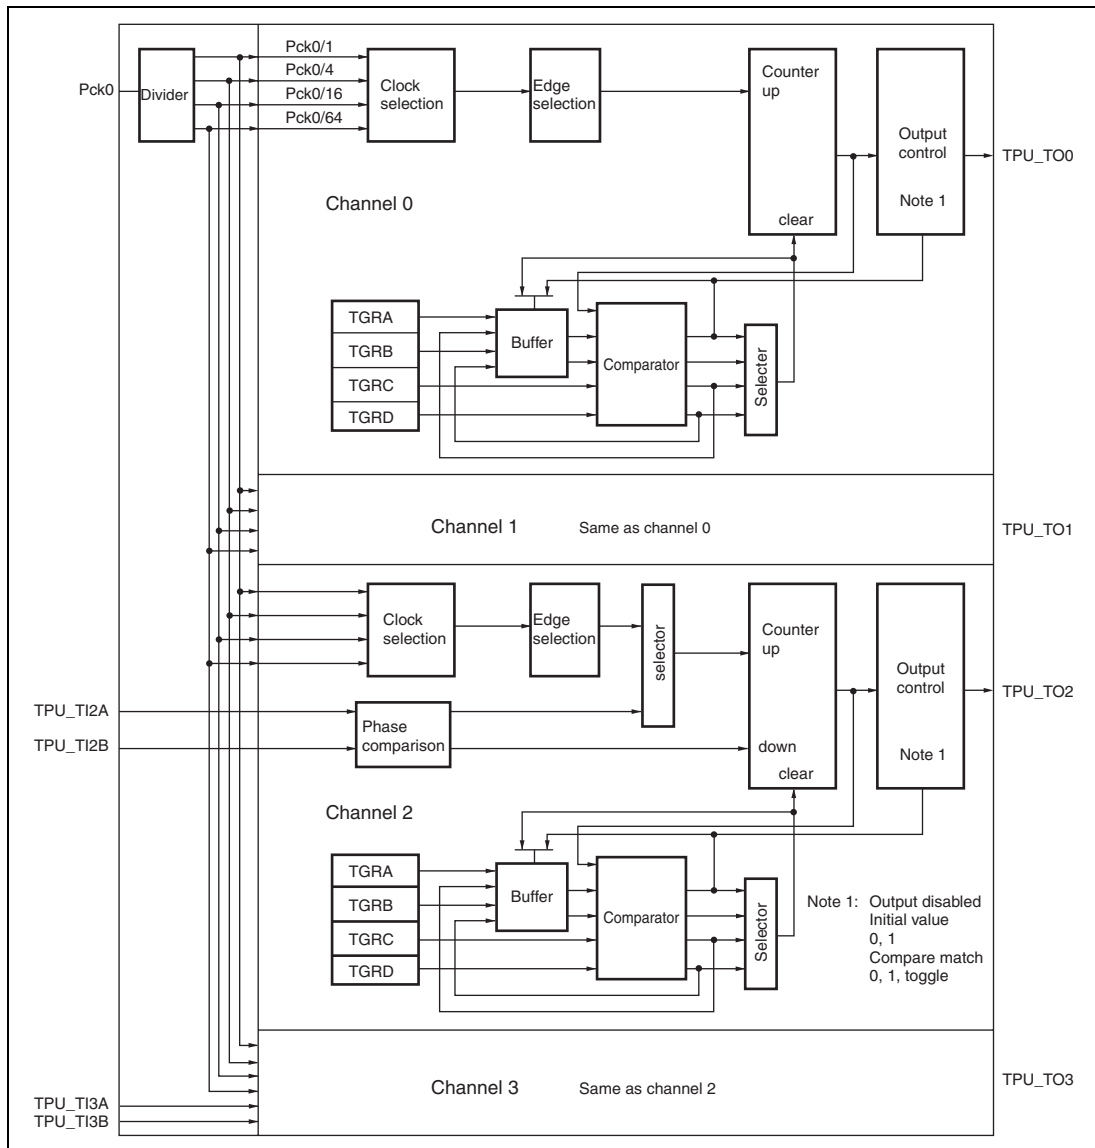 Pck0
Divider
Pck0/1
Pck0/4
Pck0/16
Pck0/64
Clock
selection
Edge
selection
Counter
up
clear
Output
control
Note 1
TPU_TO0
Channel 0
TGRA
TGRB
TGRC
TGRD
Buffer
Comparator
Selecter
Channel 1
Same as channel 0
TPU_TO1
Clock
selection
Edge
selection
selector
Counter
up
down
clear
Output
control
Note 1
TPU_TO2
TPU_TI2A
TPU_TI2B
Phase
comparison
Channel 2
TGRA
TGRB
TGRC
TGRD
Buffer
Comparator
Selector
Note 1: Output disabled
Initial value
0, 1
Compare match
0, 1, toggle
Channel 3
Same as channel 2
TPU_TO3
TPU_TI3A
TPU_TI3B